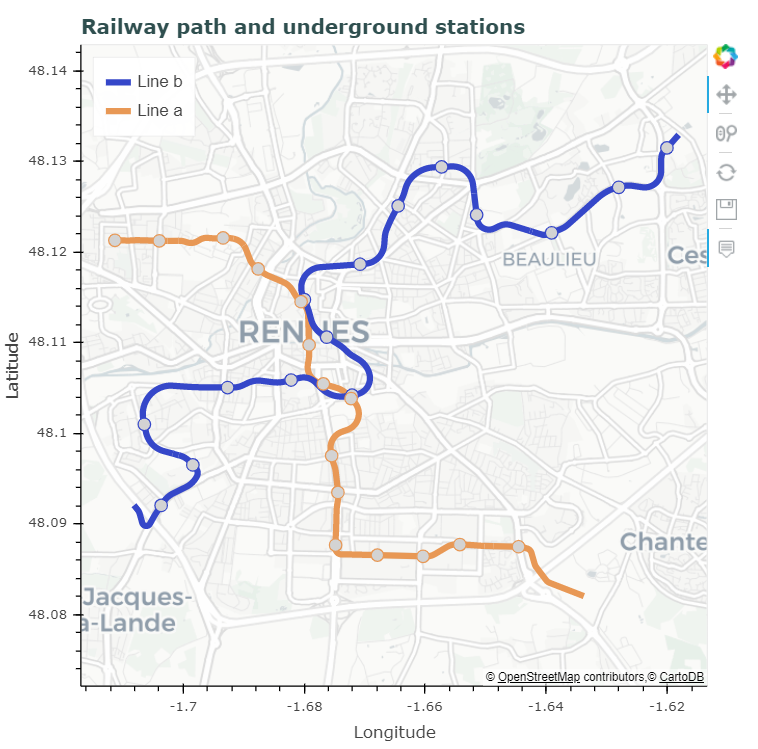 Railway path and underground stations
48.14
Line b
Line a
48.13
48.12
BEAULIEU
Ces
RENNES
48.11
Latitude
48.1
48.09
Chante
Jacques-
a-Lande
48.08
© OpenStreetMap contributors,© CartoDB
-1.7
-1.68
-1.66
-1.64
-1.62
Longitude